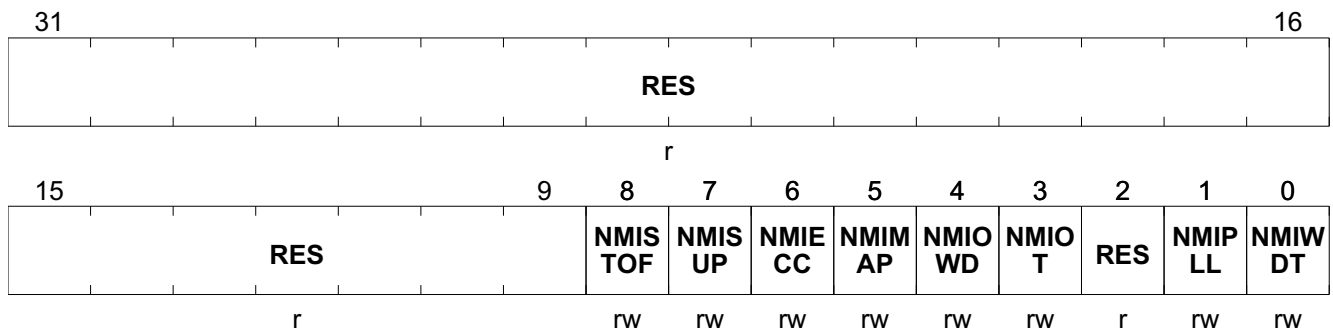 31 16
RES
r
15 9 8 7 6 5 4 3 2 1 0
RES NMIS TOF NMIS UP NMIE CC NMIM AP NMIO WD NMIO T RES NMIP LL NMIW DT
r rw rw rw rw rw rw r rw rw